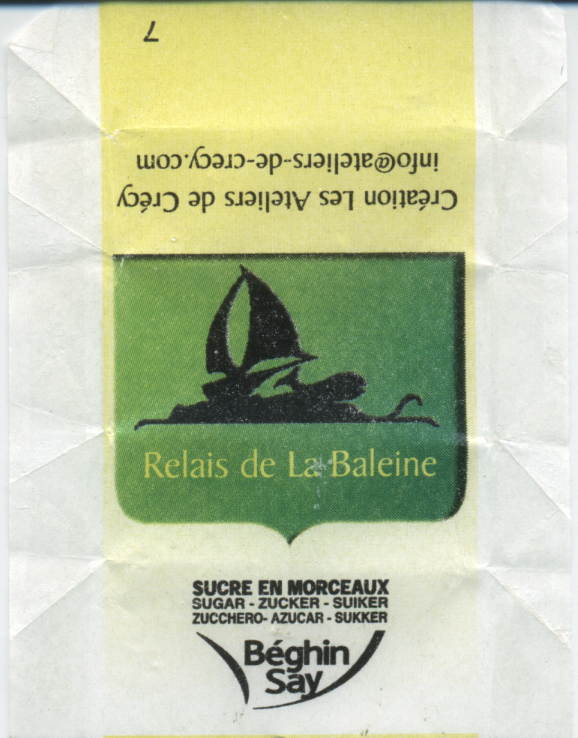 7
info@ateliers-de-crecy.com
Création Les Ateliers de Crécy
Relais de La Baleine
SUCRE EN MORCEAUX
SUGAR - ZUCKER - SUIKER
ZUCCHERO- AZUCAR - SUKKER
Béghin
Say